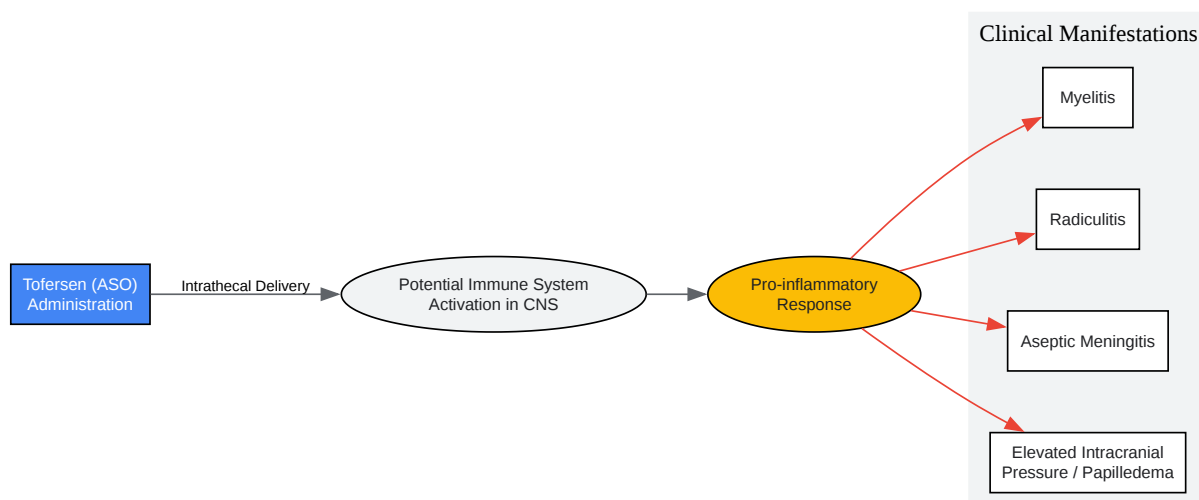 Clinical Manifestations
Myelitis
Radiculitis
Tofersen (ASO)
Administration
Intrathecal Delivery
Potential Immune System
Activation in CNS
Pro-inflammatory
Response
Aseptic Meningitis
Elevated Intracranial
Pressure / Papilledema